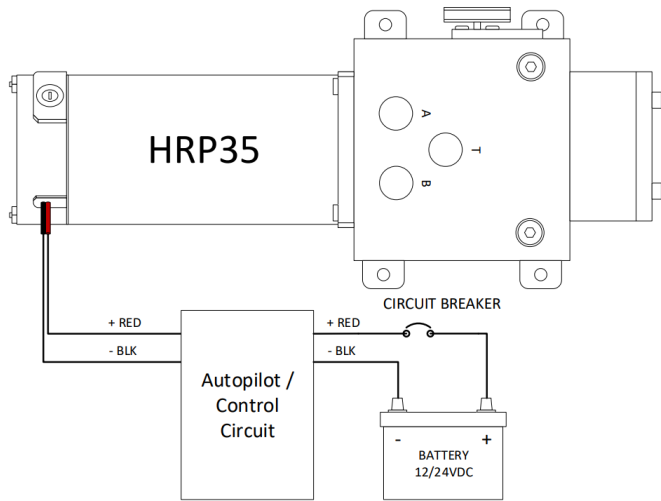 HRP35
A
T
B
CIRCUIT BREAKER
+ RED
+ RED
- BLK
- BLK
Autopilot /
Control
Circuit
- +
BATTERY
12/24VDC